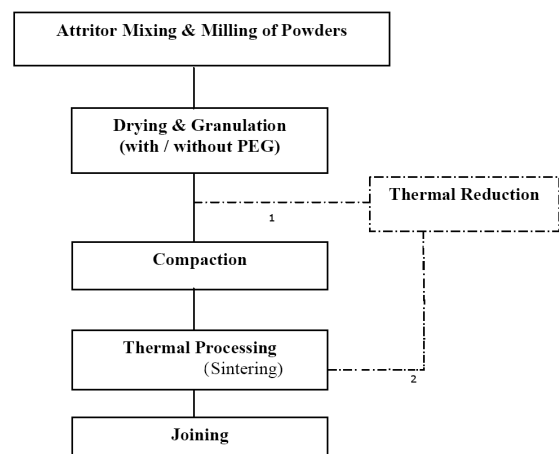 Attritor Mixing & Milling of Powders
Drying & Granulation
(with / without PEG)
Thermal Reduction
1
Compaction
Thermal Processing
(Sintering)
2
Joining